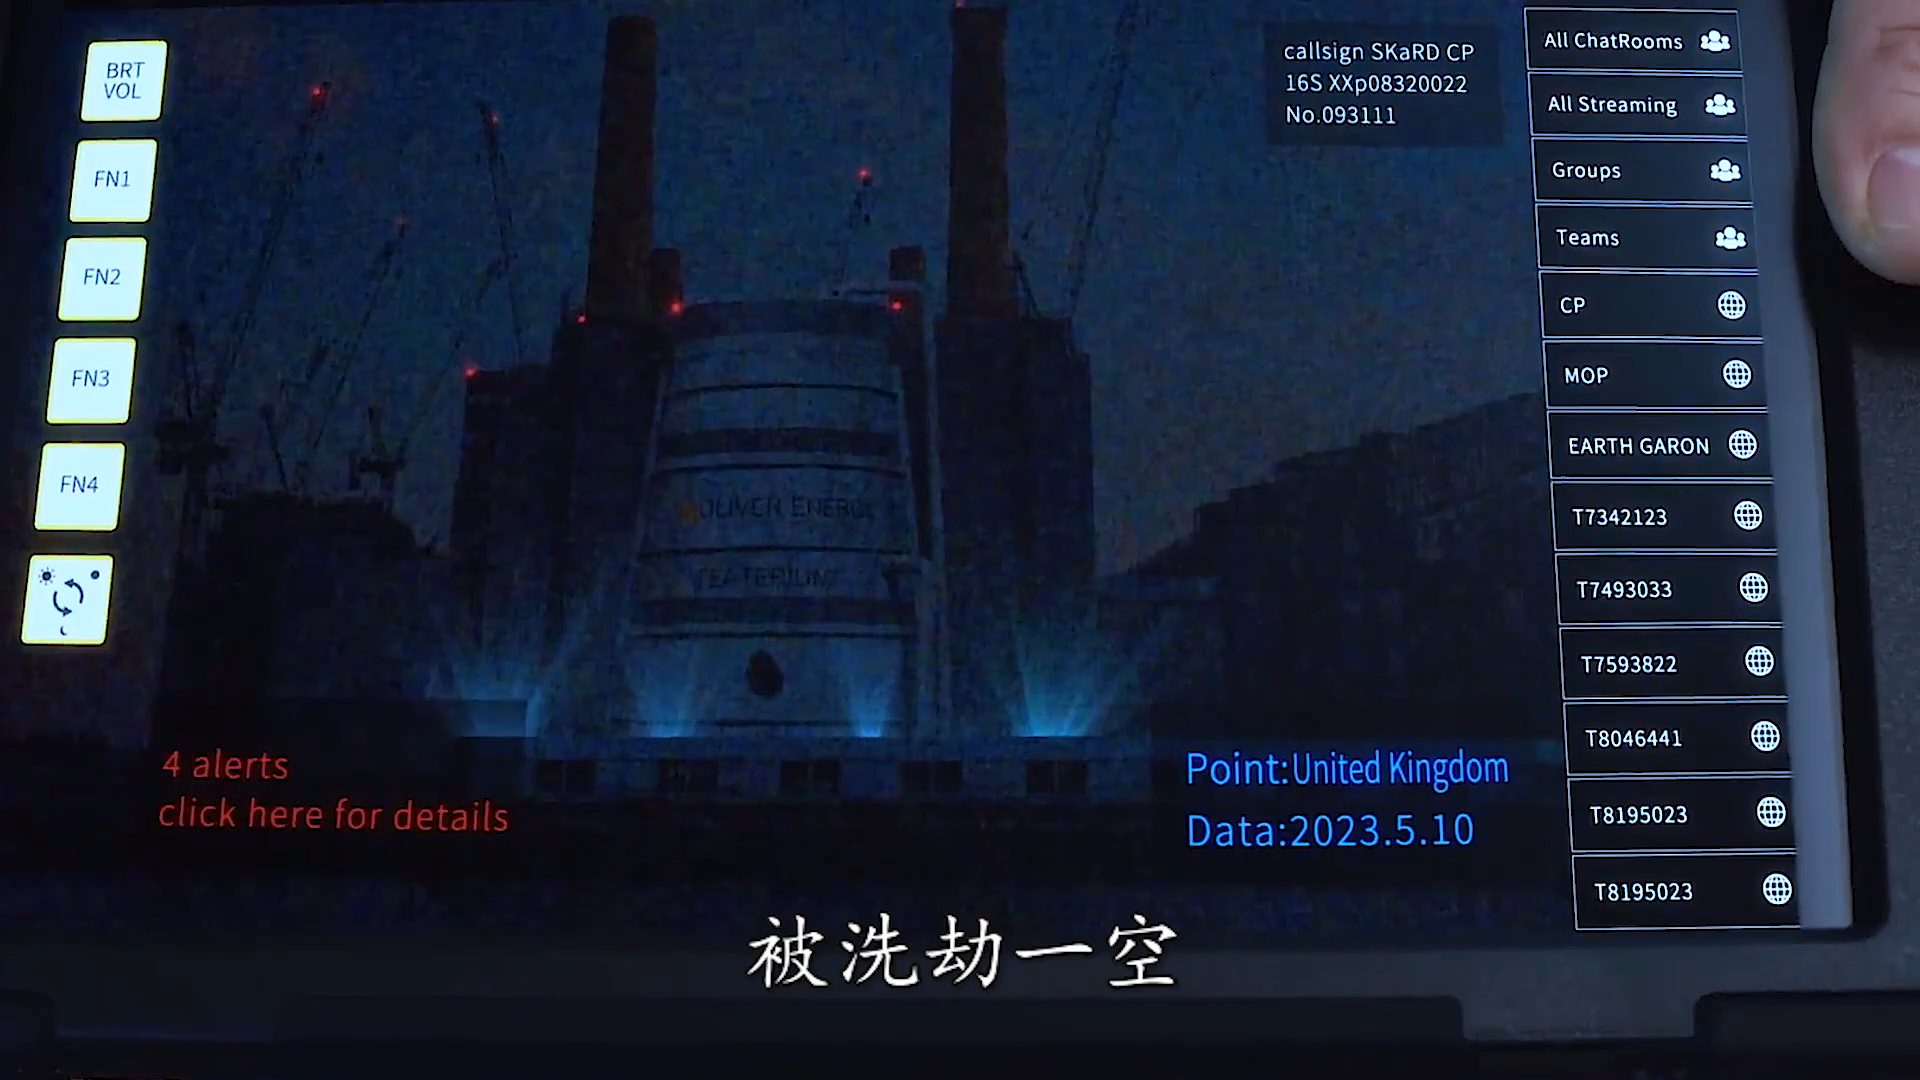 BRT
VOL
FN1
FN2
FN3
FN4
callsign SKaRD CP
16S XXp08320022
No.093111
All ChatRooms
All Streaming
Groups
Teams
CP
MOP
EARTH GARON
T7342123
T7493033
T7593822
T8046441
T8195023
T8195023
OLIVER ENERGY
4 alerts
click here for details
Point:United Kingdom
Data:2023.5.10
被洗劫一空